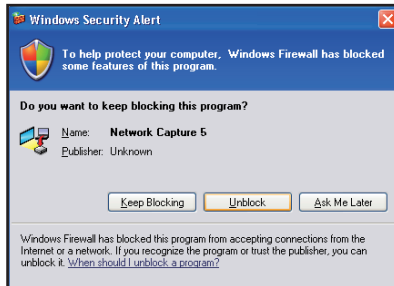 Windows Security Alert
To help protect your computer, Windows Firewall has blocked
some features of this program.
Do you want to keep blocking this program?
Name: Network Capture 5
Publisher: Unknown
Keep Blocking Unblock Ask Me Later
Windows Firewall has blocked this program from accepting connections from the
Internet or a network. If you recognize the program or trust the publisher, you can
unblock it. When should I unblock a program?